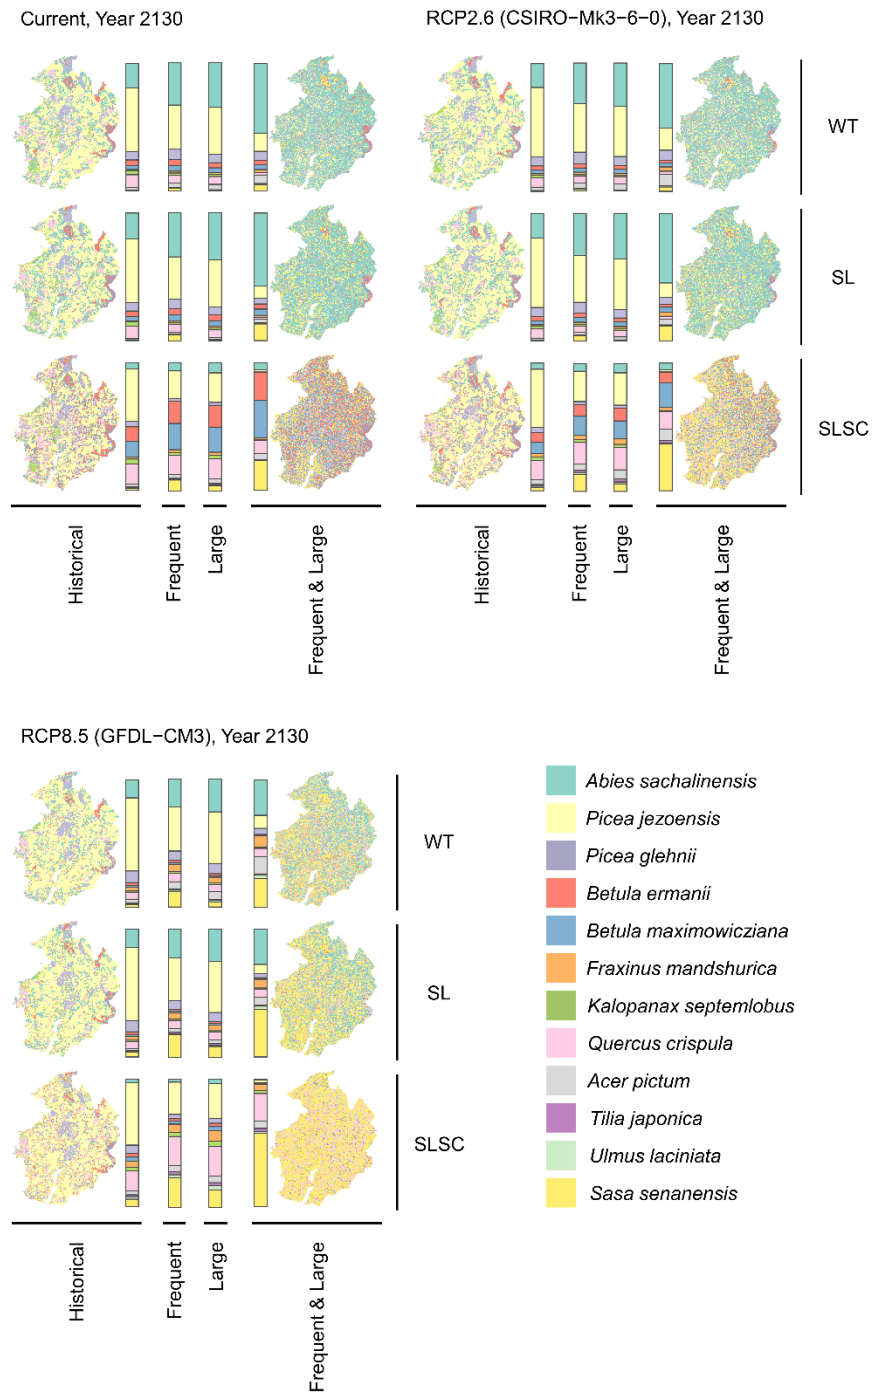 Current, Year 2130
RCP2.6 (CSIRO−Mk3−6−0), Year 2130
WT
SL
SLSC
Historical
Frequent
Large
Frequent & Large
Historical
Frequent
Large
Frequent & Large
RCP8.5 (GFDL−CM3), Year 2130
WT
SL
SLSC
Historical
Frequent
Large
Frequent & Large
Abies sachalinensis
Picea jezoensis
Picea glehnii
Betula ermanii
Betula maximowicziana
Fraxinus mandshurica
Kalopanax septemlobus
Quercus crispula
Acer pictum
Tilia japonica
Ulmus laciniata
Sasa senanensis